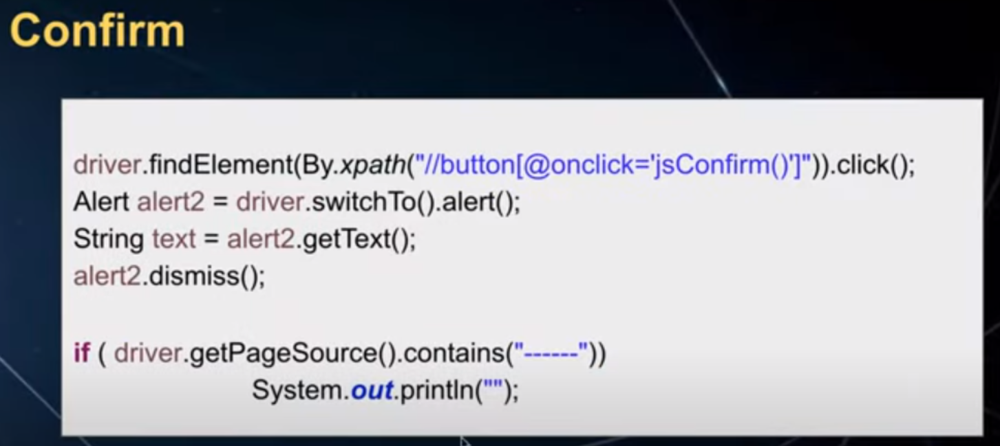 Confirm
driver.findElement(By.xpath("//button[@onclick='jsConfirm()']")).click();
Alert alert2 = driver.switchTo().alert();
String text = alert2.getText();
alert2.dismiss();
if ( driver.getPageSource().contains("------"))
System.out.println("");